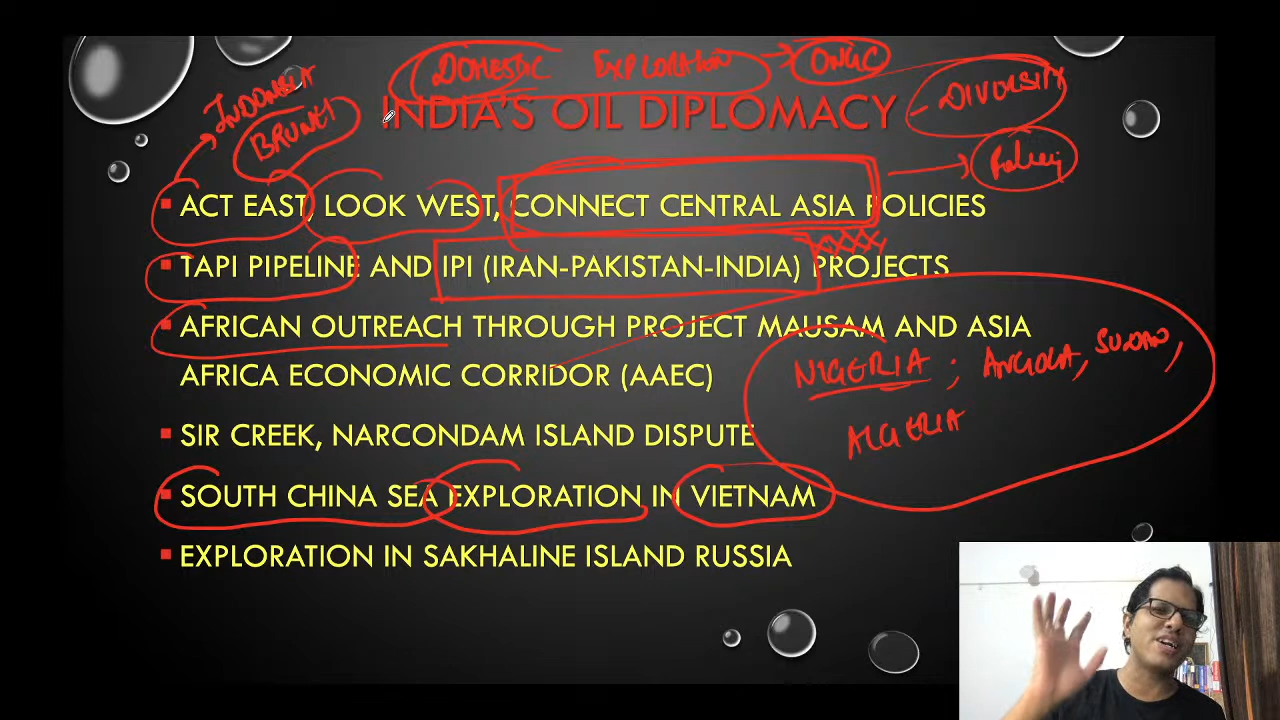 DOMESTIC EXPLORATION ONGC
INDONESIA
BRUNEI
INDIA'S OIL DIPLOMACY
- DIVERSITY
Policy
▪ ACT EAST, LOOK WEST, CONNECT CENTRAL ASIA POLICIES
▪ TAPI PIPELINE AND IPI (IRAN-PAKISTAN-INDIA) PROJECTS
▪ AFRICAN OUTREACH THROUGH PROJECT MAUSAM AND ASIA
AFRICA ECONOMIC CORRIDOR (AAEC)
NIGERIA ; ANGOLA, SUDAN,
ALGERIA
▪ SIR CREEK, NARCONDAM ISLAND DISPUTE
▪ SOUTH CHINA SEA EXPLORATION IN VIETNAM
▪ EXPLORATION IN SAKHALINE ISLAND RUSSIA